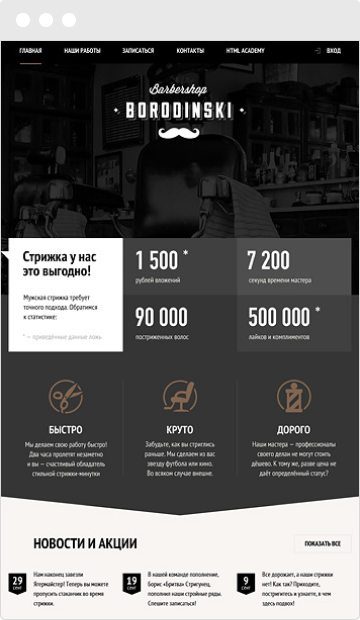 ГЛАВНАЯ НАШИ РАБОТЫ ЗАПИСАТЬСЯ КОНТАКТЫ HTML ACADEMY ВХОД
Barbershop
BORODINSKI
Стрижка у нас
это выгодно!
Мужская стрижка требует
точного подхода. Обратимся
к статистике:
* — приведённые данные ложь
1 500 *
рублей вложений
7 200
секунд времени мастера
90 000
постриженных волос
500 000 *
лайков и комплиментов
БЫСТРО
Мы делаем свою работу быстро!
Два часа пролетят незаметно
и вы — счастливый обладатель
стильной стрижки-минутки
КРУТО
Забудьте, как вы стриглись
раньше. Мы сделаем из вас
звезду футбола или кино.
Во всяком случае внешне.
ДОРОГО
Наши мастера — профессионалы
своего дела и не могут стоить
дёшево. К тому же, разве цена не
даёт определённый статус?
НОВОСТИ И АКЦИИ
ПОКАЗАТЬ ВСЕ
29
СЕНТ
Нам наконец завезли
Ягермайстер! Теперь вы можете
пропустить стаканчик во время
стрижки.
19
СЕНТ
В нашей команде пополнение,
Борис «Бритва» Стригунец,
пополнил наши стройные ряды.
Спешите записаться!
9
СЕНТ
Все дорожает, а наши стрижки
нет! Как так? Приходите,
постригитесь и узнаете, в чем
здесь подвох!